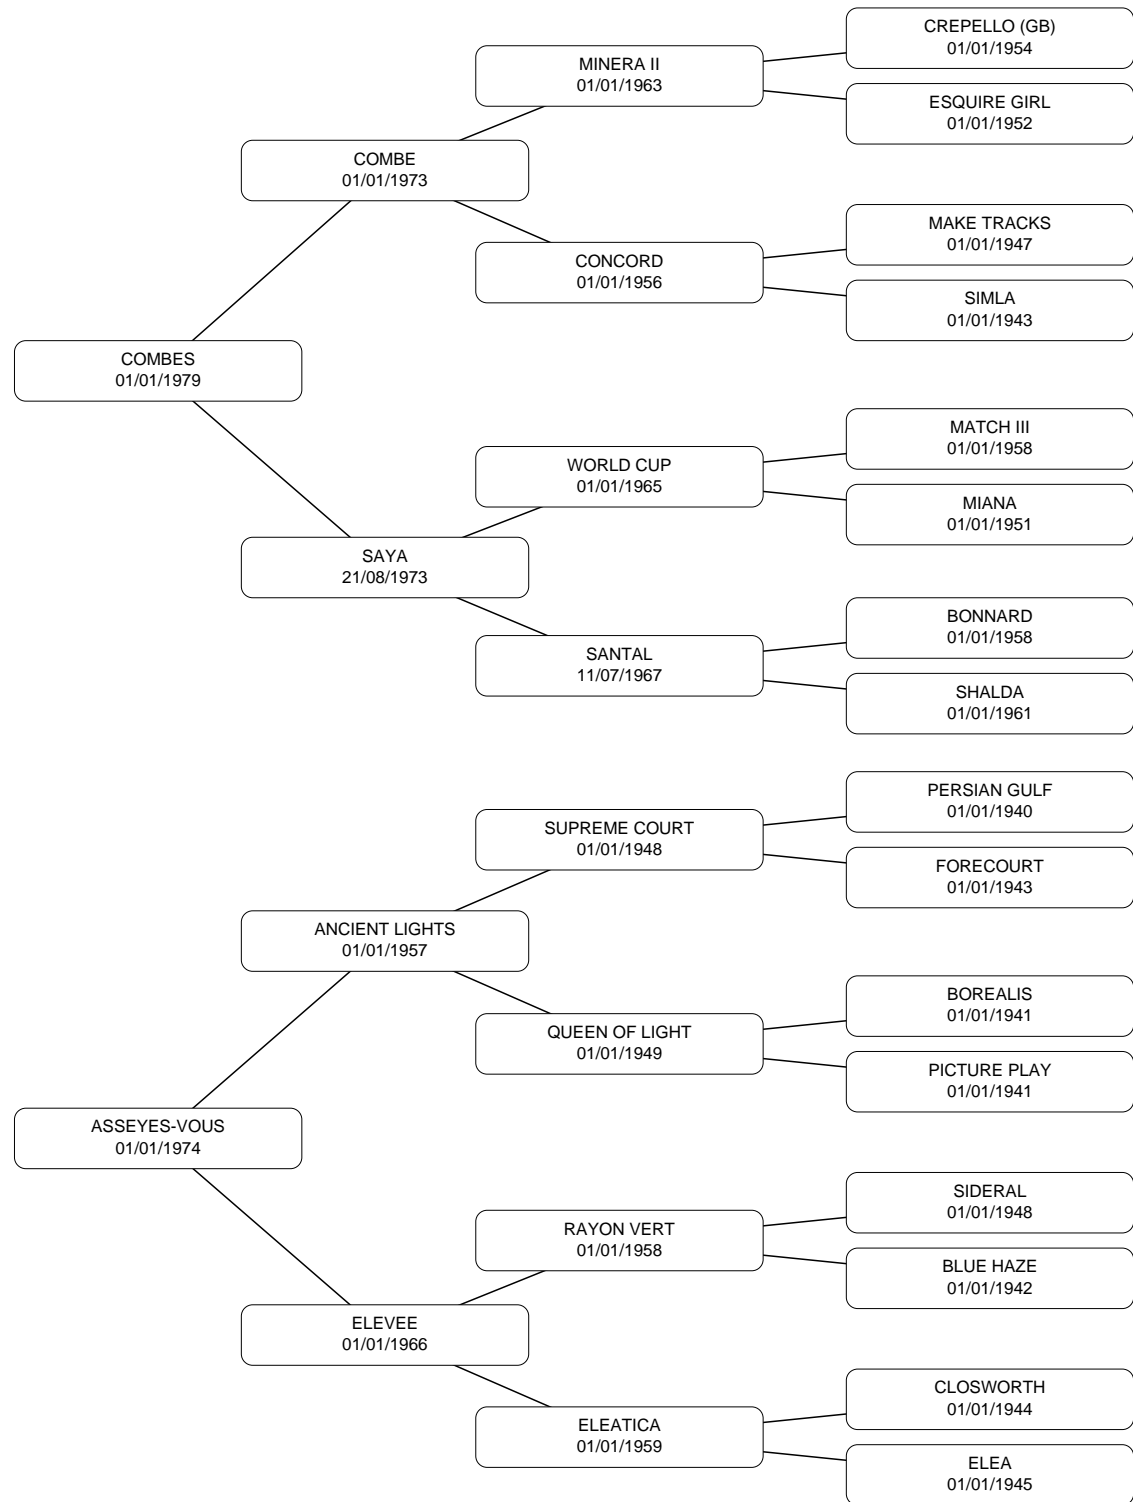 CREPELLO (GB)
01/01/1954
MINERA II
01/01/1963
ESQUIRE GIRL
01/01/1952
COMBE
01/01/1973
MAKE TRACKS
01/01/1947
CONCORD
01/01/1956
SIMLA
01/01/1943
COMBES
01/01/1979
MATCH III
01/01/1958
WORLD CUP
01/01/1965
MIANA
01/01/1951
SAYA
21/08/1973
BONNARD
01/01/1958
SANTAL
11/07/1967
SHALDA
01/01/1961
PERSIAN GULF
01/01/1940
SUPREME COURT
01/01/1948
FORECOURT
01/01/1943
ANCIENT LIGHTS
01/01/1957
BOREALIS
01/01/1941
QUEEN OF LIGHT
01/01/1949
PICTURE PLAY
01/01/1941
ASSEYES-VOUS
01/01/1974
SIDERAL
01/01/1948
RAYON VERT
01/01/1958
BLUE HAZE
01/01/1942
ELEVEE
01/01/1966
CLOSWORTH
01/01/1944
ELEATICA
01/01/1959
ELEA
01/01/1945